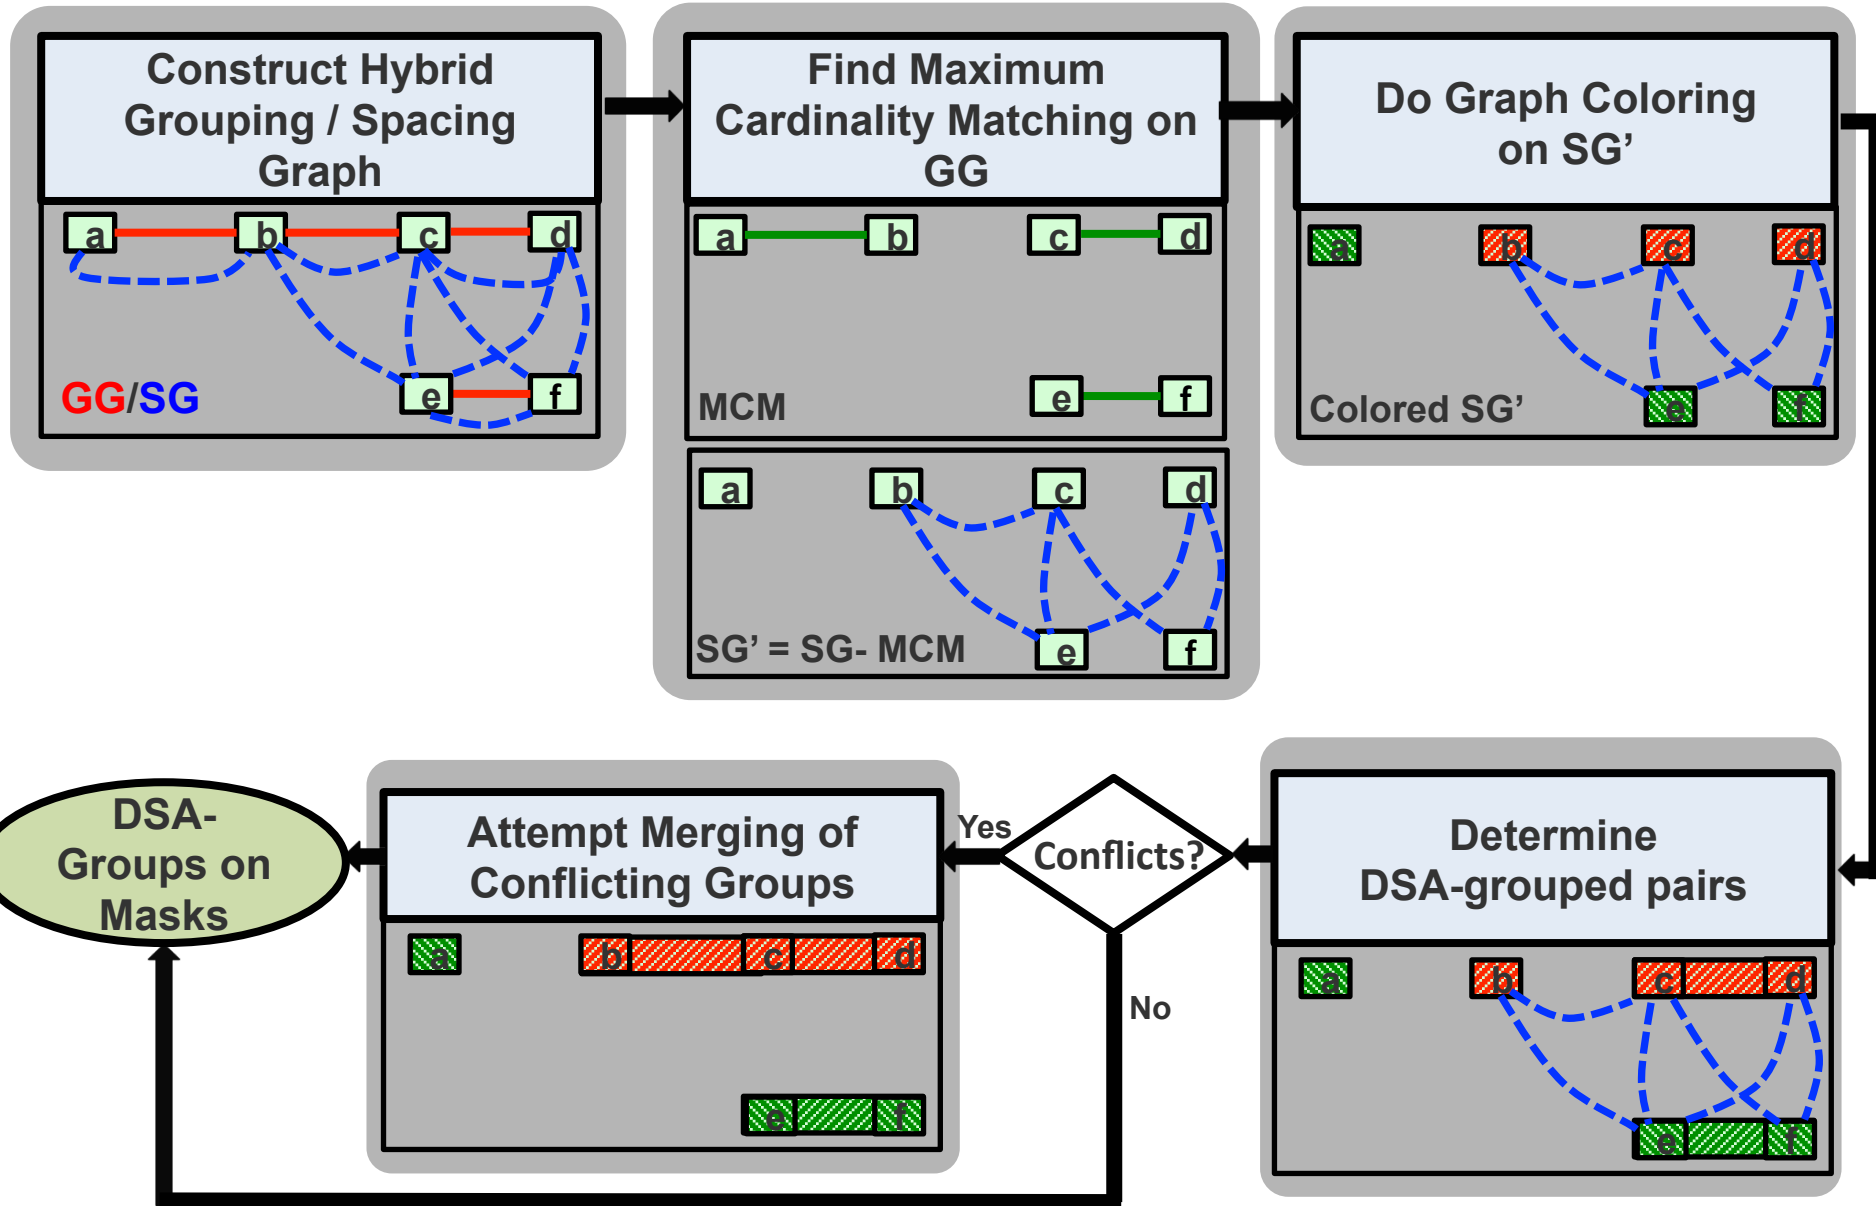 Construct Hybrid
Grouping / Spacing
Graph
a b c d
e f
GG/SG
Find Maximum
Cardinality Matching on
GG
a b c d
MCM
e f
a b c d
SG’ = SG- MCM
e f
Do Graph Coloring
on SG’
a b c d
Colored SG’
e f
Determine
DSA-grouped pairs
a b c d
e f
Conflicts?
Yes
No
Attempt Merging of
Conflicting Groups
a b c d
e f
DSA-
Groups on
Masks